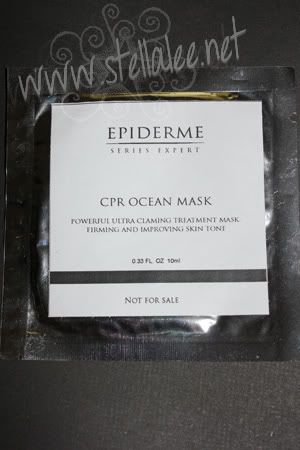 www.stellalee.net
EPIDERME
SERIES EXPERT
CPR OCEAN MASK
POWERFUL ULTRA CLAMING TREATMENT MASK
FIRMING AND IMPROVING SKIN TONE
0.33 FL. OZ 10ml
NOT FOR SALE